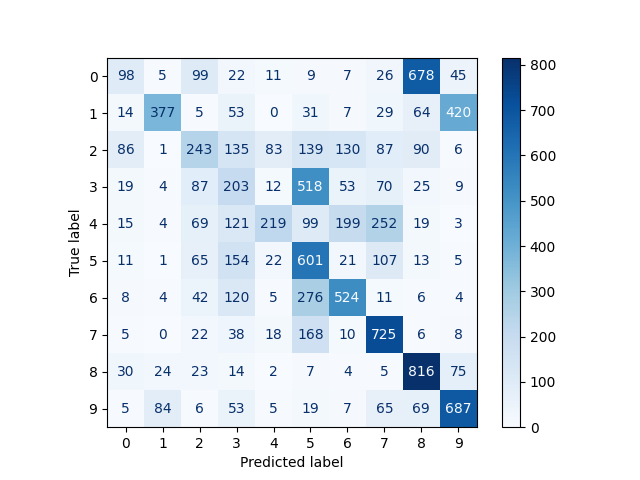 0 98 5 99 22 11 9 7 26 678 45 800
1 14 377 5 53 0 31 7 29 64 420 700
2 86 1 243 135 83 139 130 87 90 6 600
3 19 4 87 203 12 518 53 70 25 9 500
4 15 4 69 121 219 99 199 252 19 3 400
5 11 1 65 154 22 601 21 107 13 5 300
6 8 4 42 120 5 276 524 11 6 4 200
7 5 0 22 38 18 168 10 725 6 8 100
8 30 24 23 14 2 7 4 5 816 75 0
9 5 84 6 53 5 19 7 65 69 687
0 1 2 3 4 5 6 7 8 9
True label
Predicted label